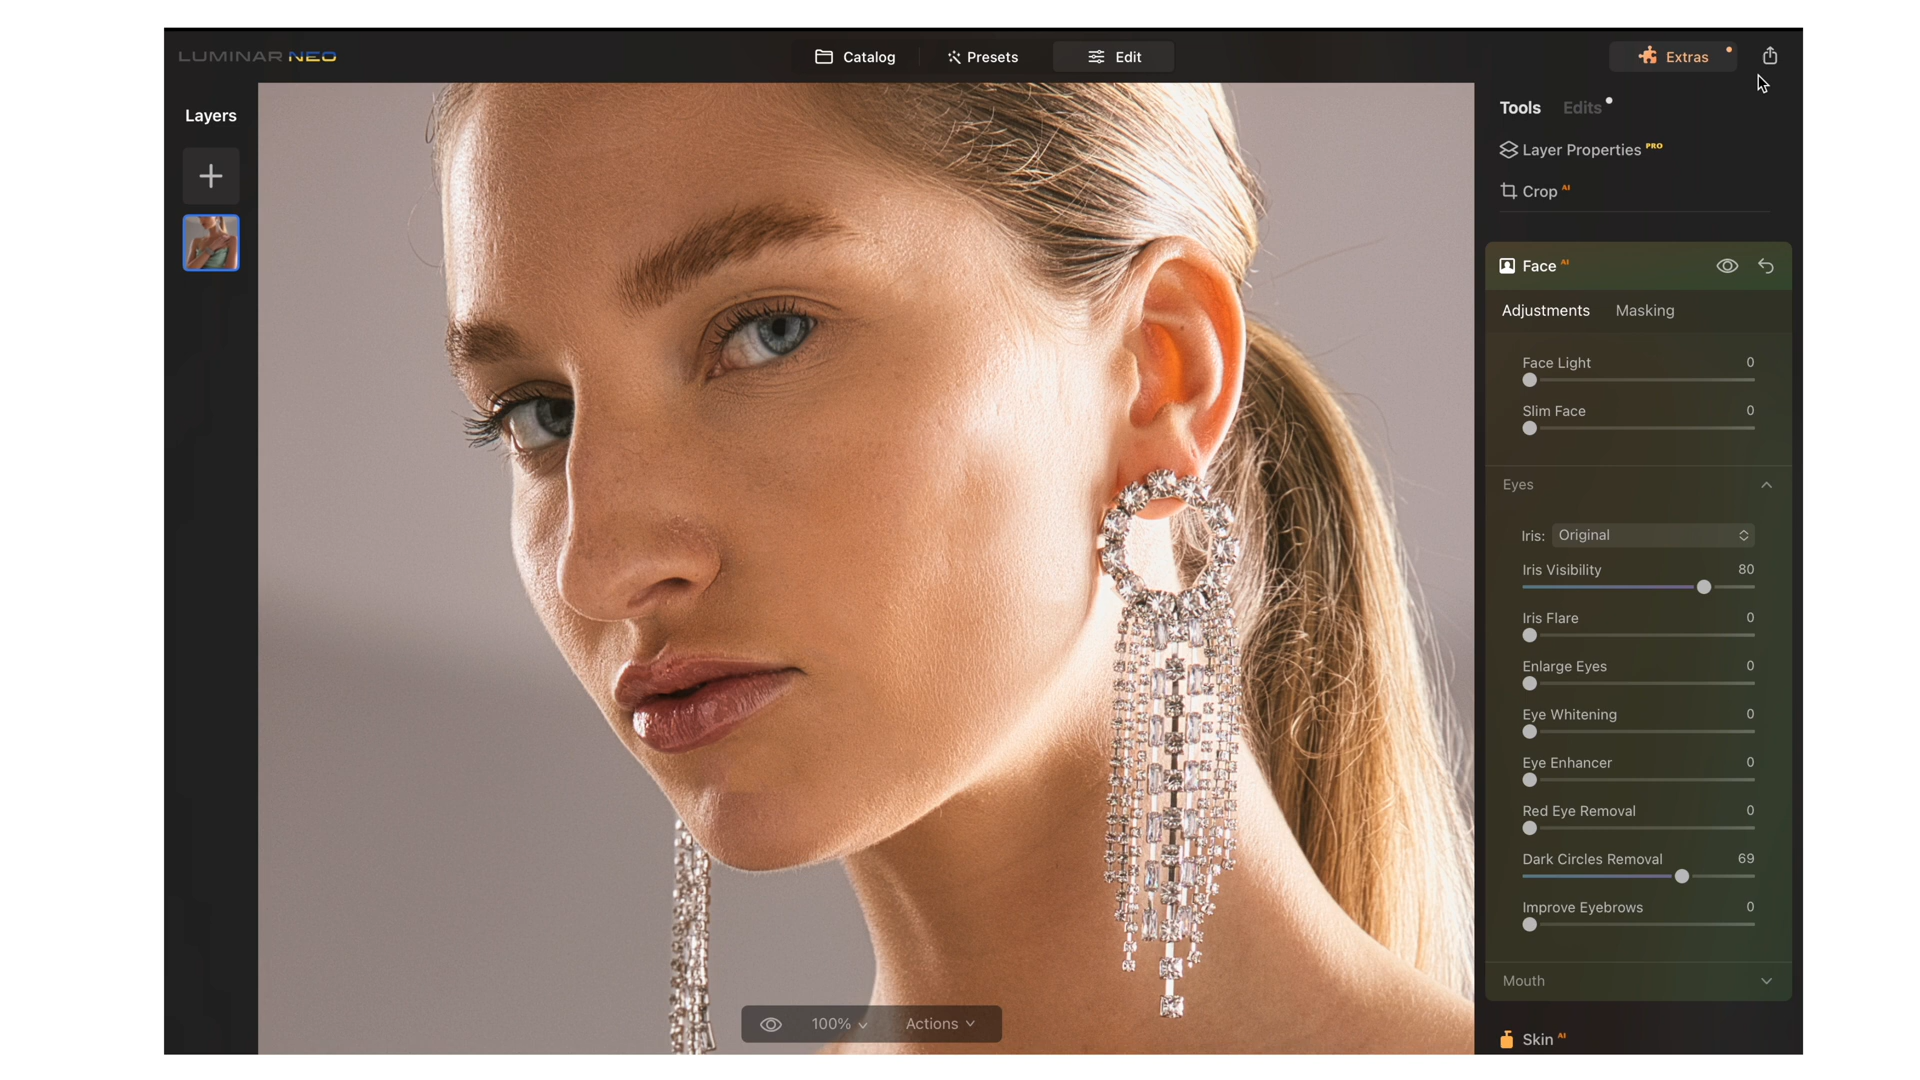 LUMINAR NEO
Catalog
Presets
Edit
Extras
Layers
Tools
Edits
Layer Properties PRO
Crop AI
Face AI
Adjustments
Masking
Face Light 0
Slim Face 0
Eyes
Iris: Original
Iris Visibility 80
Iris Flare 0
Enlarge Eyes 0
Eye Whitening 0
Eye Enhancer 0
Red Eye Removal 0
Dark Circles Removal 69
Improve Eyebrows 0
Mouth
Skin AI
100%
Actions